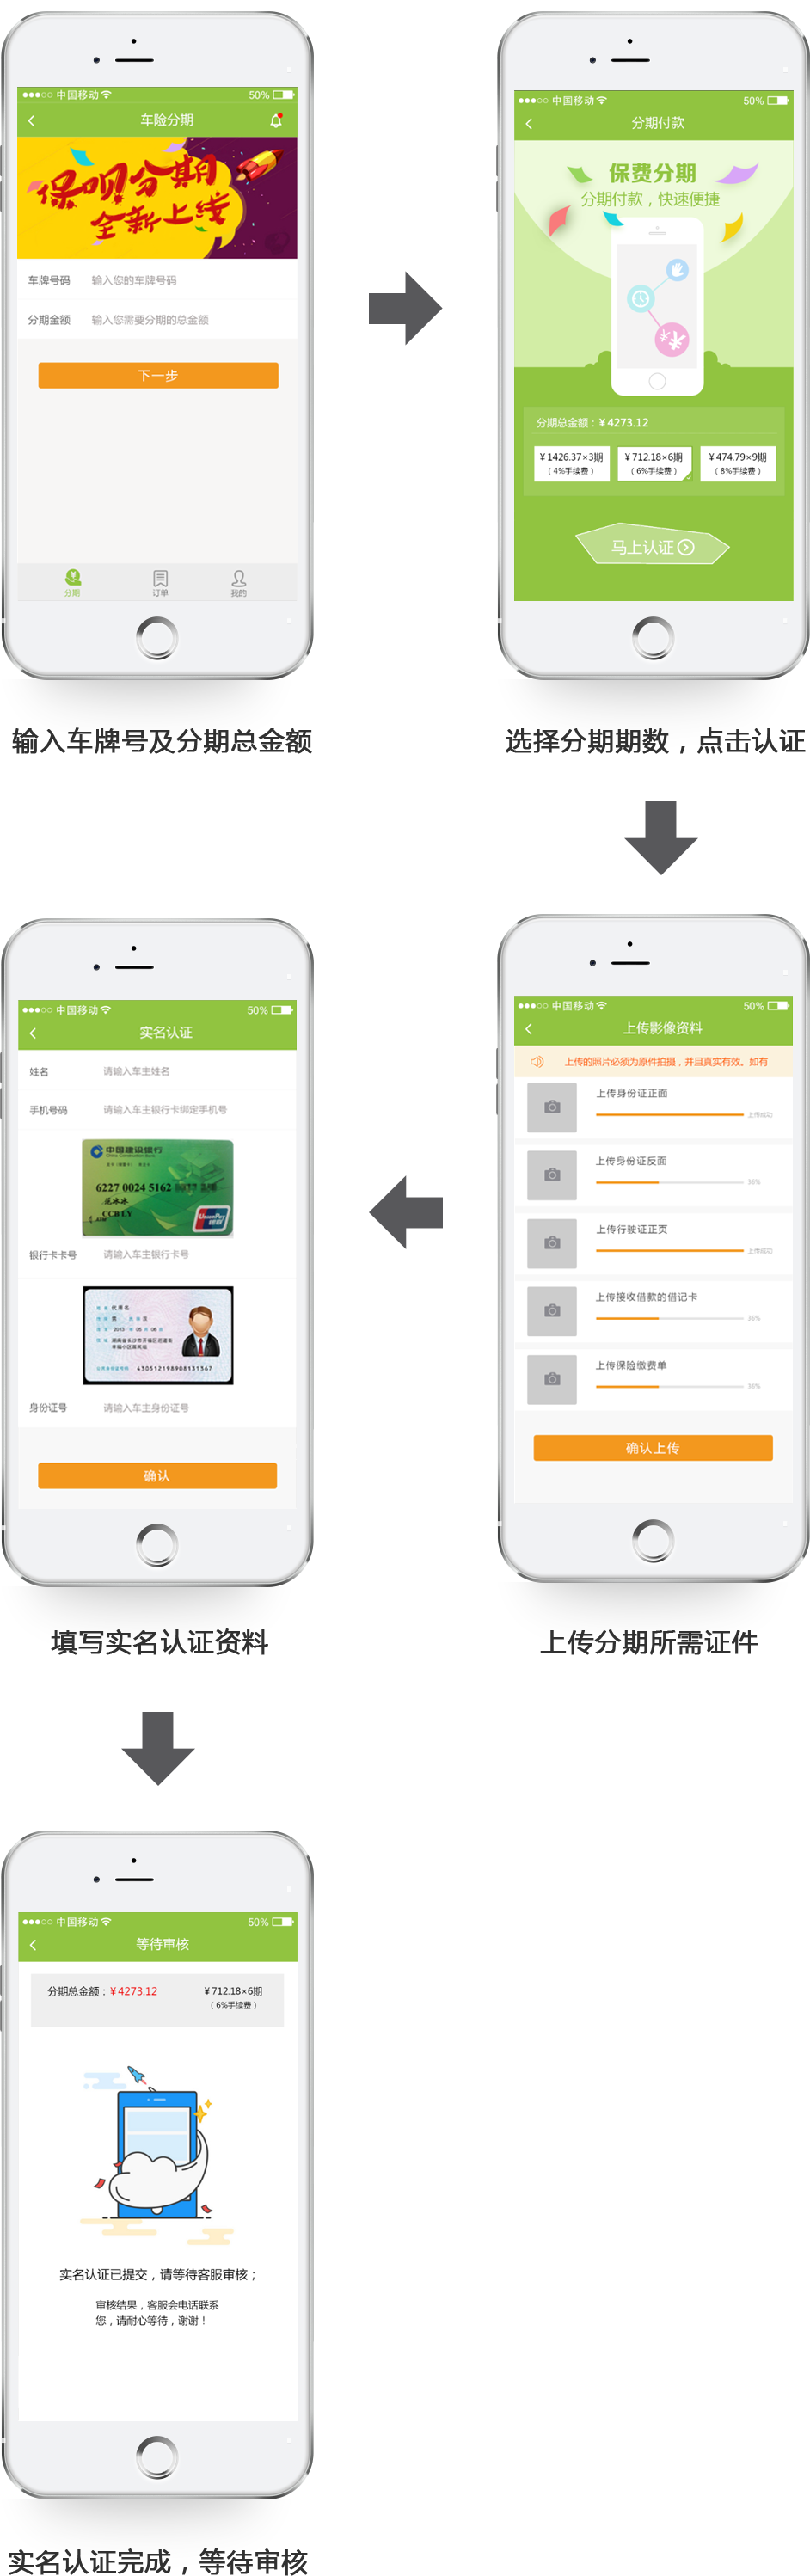 中国移动 50%
车险分期
保呗分期
全新上线
车牌号码 输入您的车牌号码
分期金额 输入您需要分期的总金额
下一步
分期 订单 我的
输入车牌号及分期总金额
中国移动 50%
分期付款
保费分期
分期付款，快速便捷
分期总金额：¥4273.12
¥1426.37×3期 ¥712.18×6期 ¥474.79×9期
（4%手续费） （6%手续费） （8%手续费）
马上认证
选择分期期数，点击认证
中国移动 50%
上传影像资料
上传的照片必须为原件拍摄，并且真实有效。如有
上传身份证正面
上传成功
上传身份证反面
36%
上传行驶证正页
上传成功
上传接收借款的借记卡
36%
上传保险缴费单
36%
确认上传
上传分期所需证件
中国移动 50%
实名认证
姓名 请输入车主姓名
手机号码 请输入车主银行卡绑定手机号
中国建设银行
China Construction Bank
6227 0024 5162
CCB LY
UnionPay
银行卡卡号 请输入车主银行卡号
姓名 代用名
430512198908131367
身份证号 请输入车主身份证号
确认
填写实名认证资料
中国移动 50%
等待审核
分期总金额：¥4273.12 ¥712.18×6期
（6%手续费）
实名认证已提交，请等待客服审核；
审核结果，客服会电话联系
您，请耐心等待，谢谢！
实名认证完成，等待审核